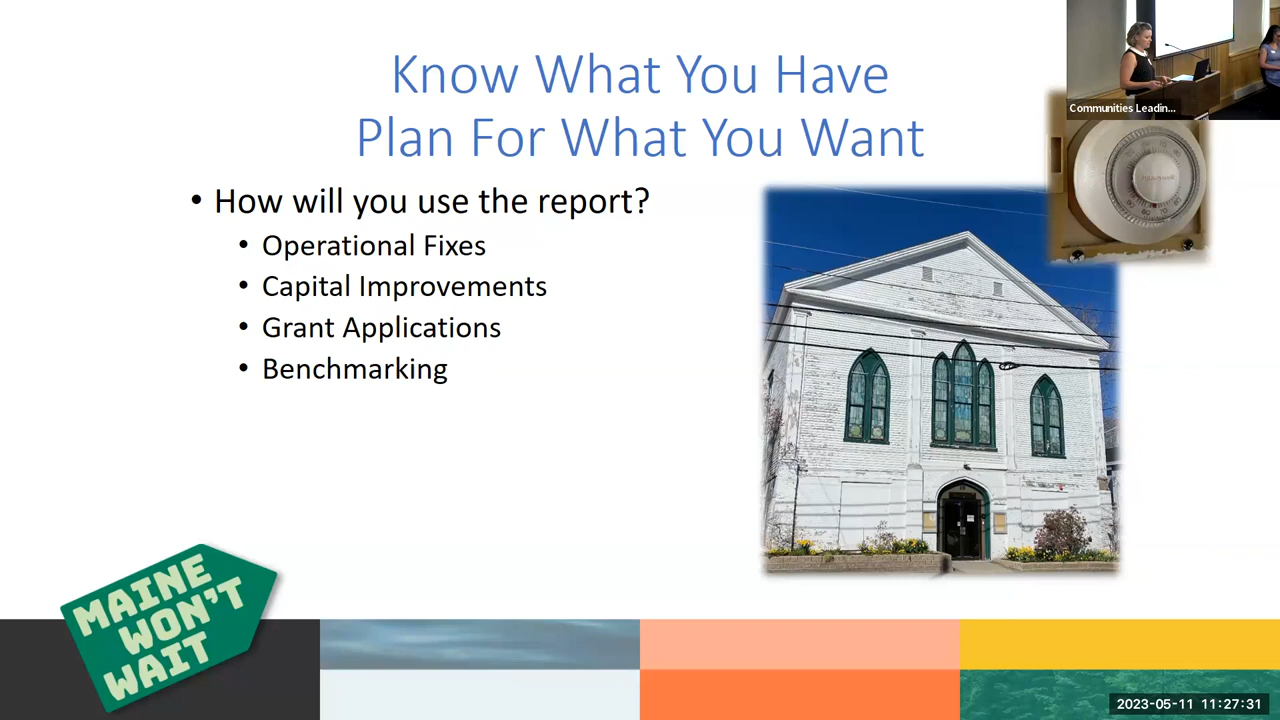 Know What You Have
Plan For What You Want
Communities Leadin...
• How will you use the report?
• Operational Fixes
• Capital Improvements
• Grant Applications
• Benchmarking
MAINE
WON'T
WAIT
2023-05-11 11:27:31